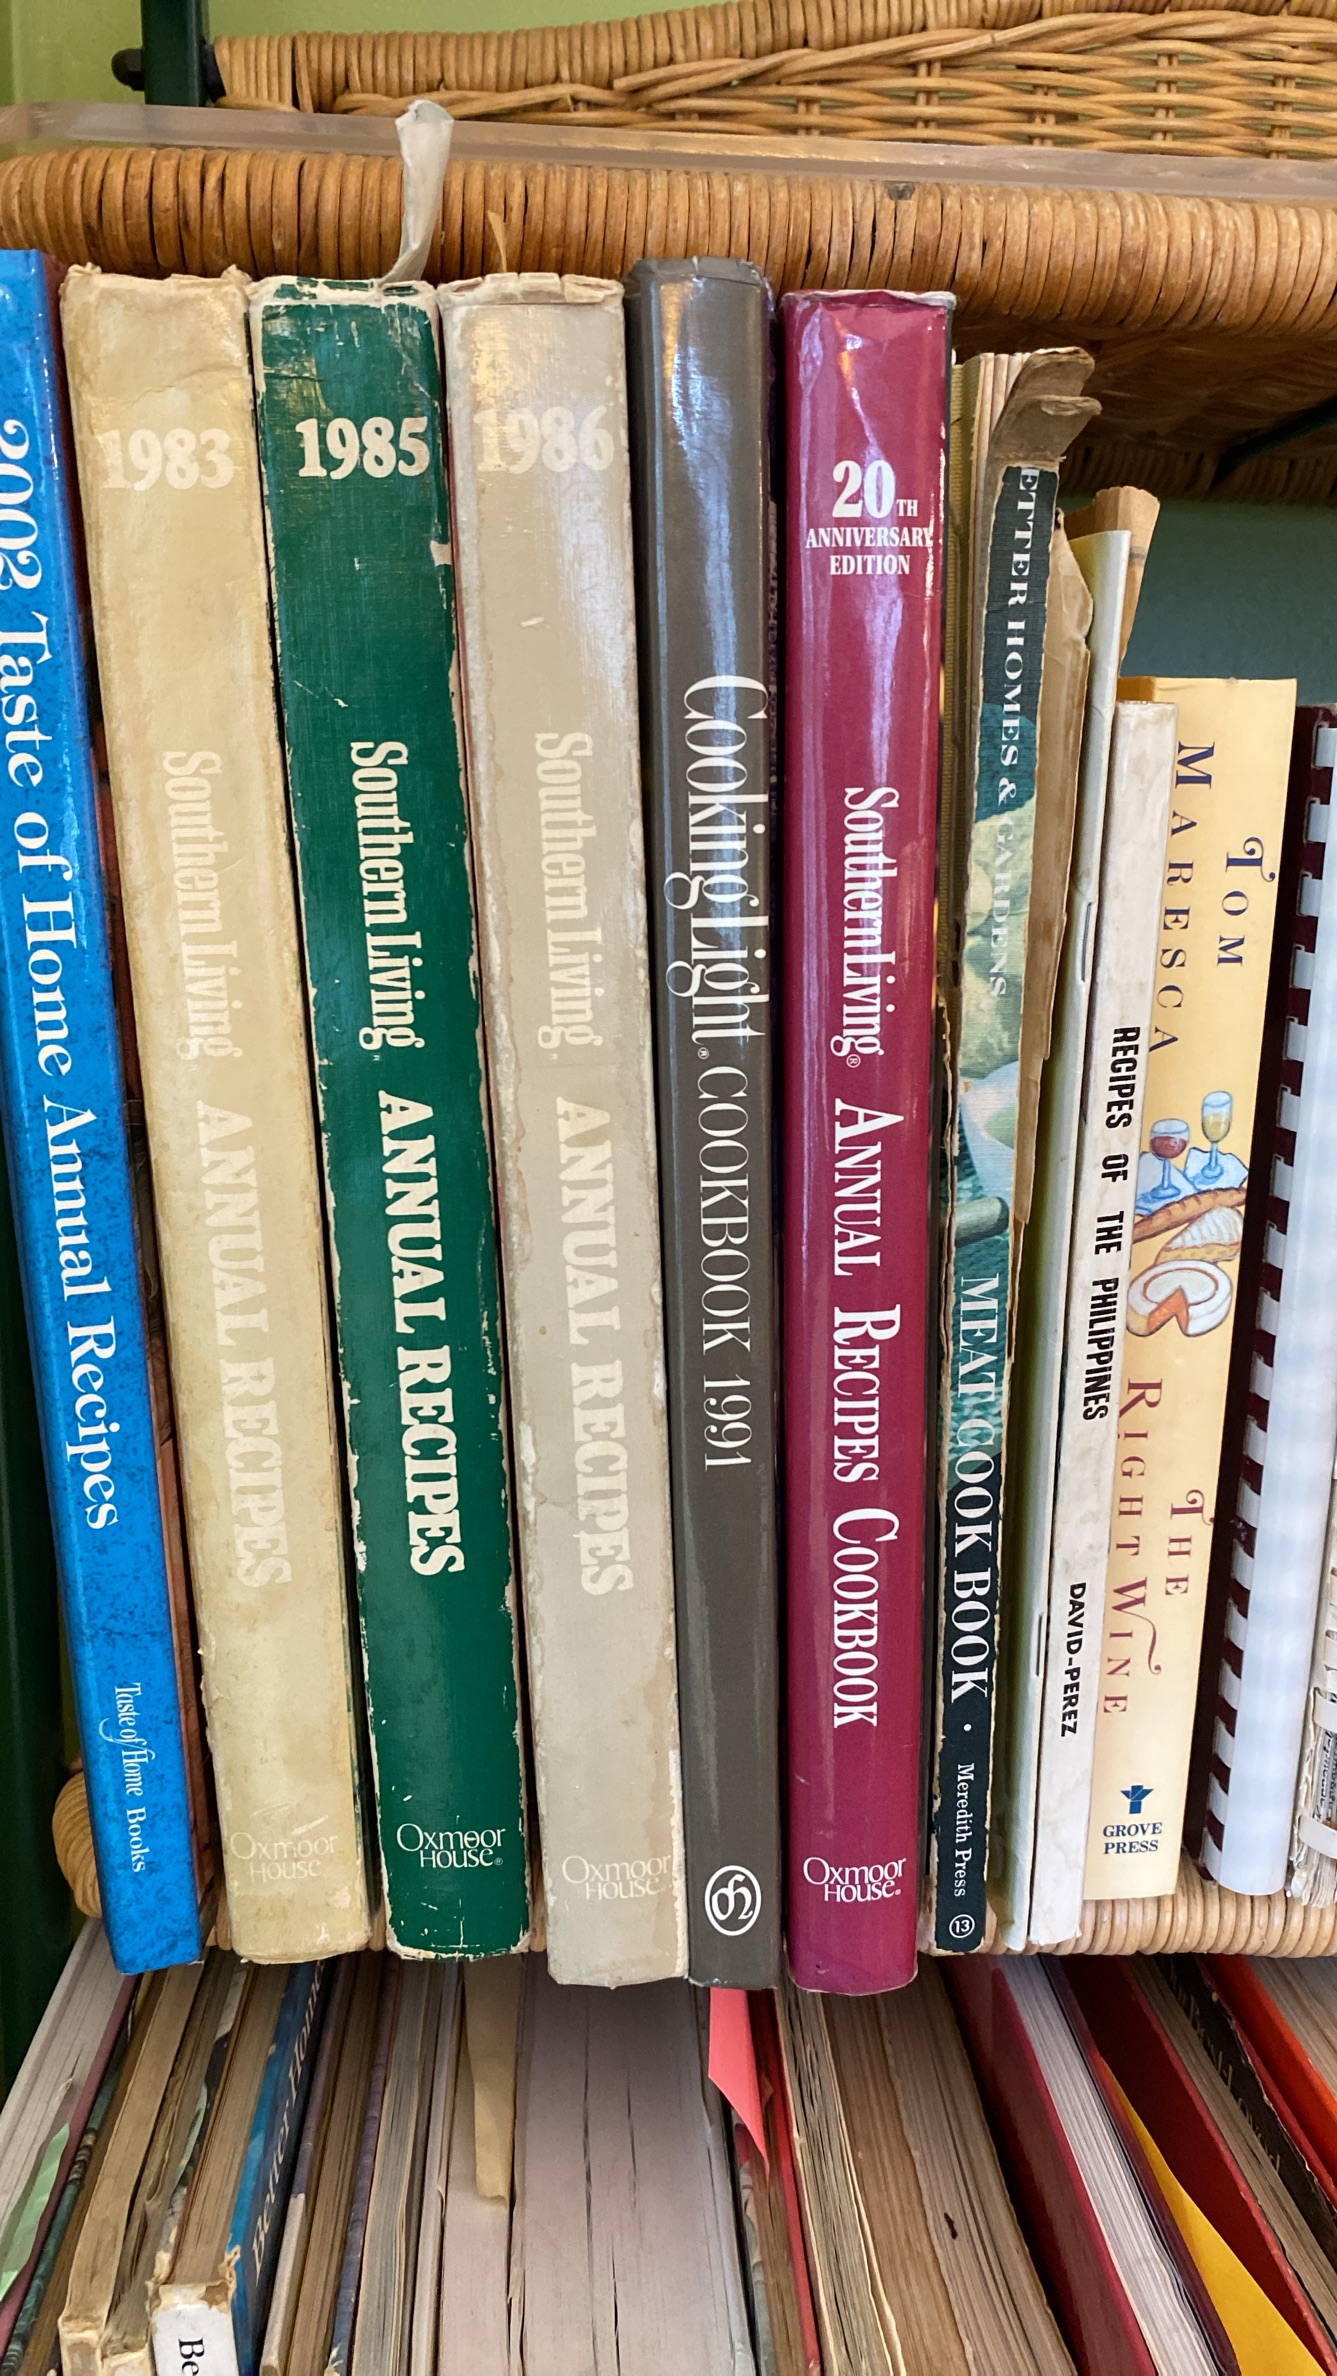 2002 Taste of Home Annual Recipes
Taste of Home Books
1983
Southern Living
ANNUAL RECIPES
Oxmoor
House
1985
Southern Living
ANNUAL RECIPES
Oxmoor
House®
1986
Southern Living
ANNUAL RECIPES
Oxmoor
House
Cooking Light® COOKBOOK 1991
20TH
ANNIVERSARY
EDITION
Southern Living® ANNUAL RECIPES COOKBOOK
Oxmoor
House®
ETTER HOMES & GARDENS
MEAT COOK BOOK • Meredith Press
13
RECIPES OF THE PHILIPPINES DAVID-PEREZ
TOM
MARESCA
THE
RIGHT WINE
GROVE
PRESS
Be